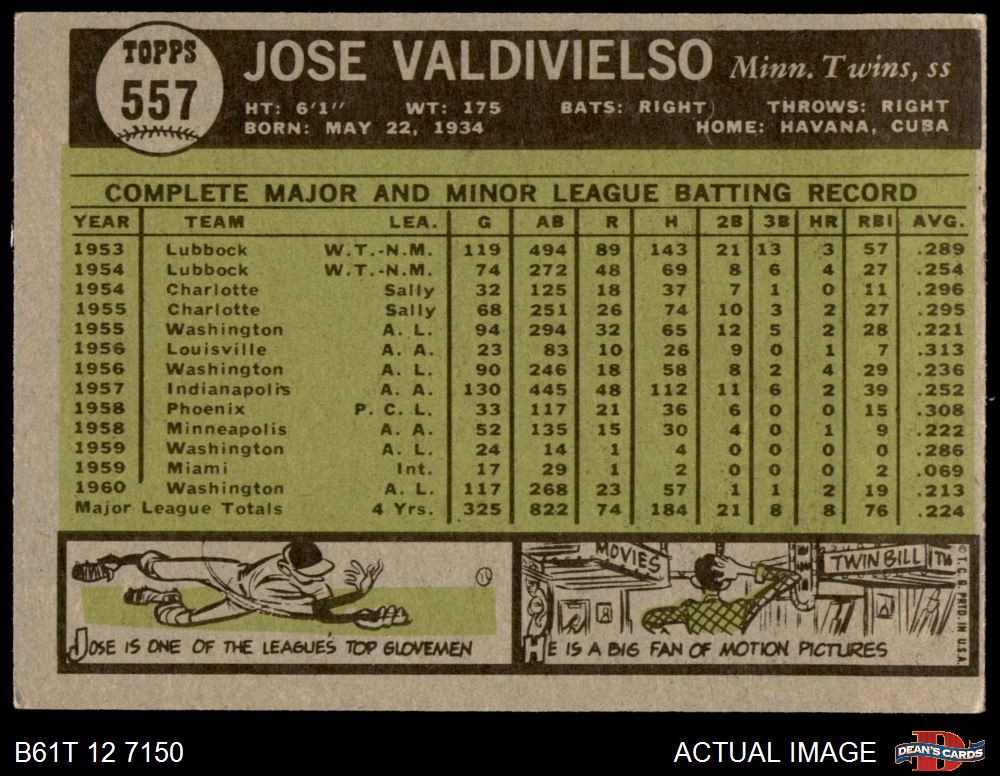 TOPPS
557
JOSE VALDIVIELSO Minn. Twins, ss
HT: 6'1" WT: 175 BATS: RIGHT THROWS: RIGHT
BORN: MAY 22, 1934 HOME: HAVANA, CUBA
COMPLETE MAJOR AND MINOR LEAGUE BATTING RECORD
YEAR TEAM LEA. G AB R H 2B 3B HR RBI AVG.
1953 Lubbock W.T.-N.M. 119 494 89 143 21 13 3 57 .289
1954 Lubbock W.T.-N.M. 74 272 48 69 8 6 4 27 .254
1954 Charlotte Sally 32 125 18 37 7 1 0 11 .296
1955 Charlotte Sally 68 251 26 74 10 3 2 27 .295
1955 Washington A. L. 94 294 32 65 12 5 2 28 .221
1956 Louisville A. A. 23 83 10 26 9 0 1 7 .313
1956 Washington A. L. 90 246 18 58 8 2 4 29 .236
1957 Indianapolis A. A. 130 445 48 112 11 6 2 39 .252
1958 Phoenix P. C. L. 33 117 21 36 6 0 0 15 .308
1958 Minneapolis A. A. 52 135 15 30 4 0 1 9 .222
1959 Washington A. L. 24 14 1 4 0 0 0 0 .286
1959 Miami Int. 17 29 1 2 0 0 0 2 .069
1960 Washington A. L. 117 268 23 57 1 1 2 19 .213
Major League Totals 4 Yrs. 325 822 74 184 21 8 8 76 .224
MOVIES
TWIN BILL
JOSE IS ONE OF THE LEAGUE'S TOP GLOVEMEN
HE IS A BIG FAN OF MOTION PICTURES
© T. C. G. PRTD. IN U.S.A.
B61T 12 7150
ACTUAL IMAGE
DEAN'S CARDS